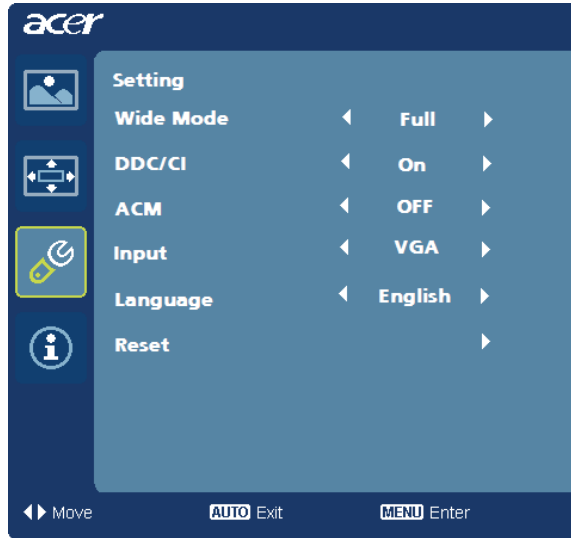 acer
Setting
Wide Mode Full
DDC/CI On
ACM OFF
Input VGA
Language English
Reset
Move AUTO Exit MENU Enter